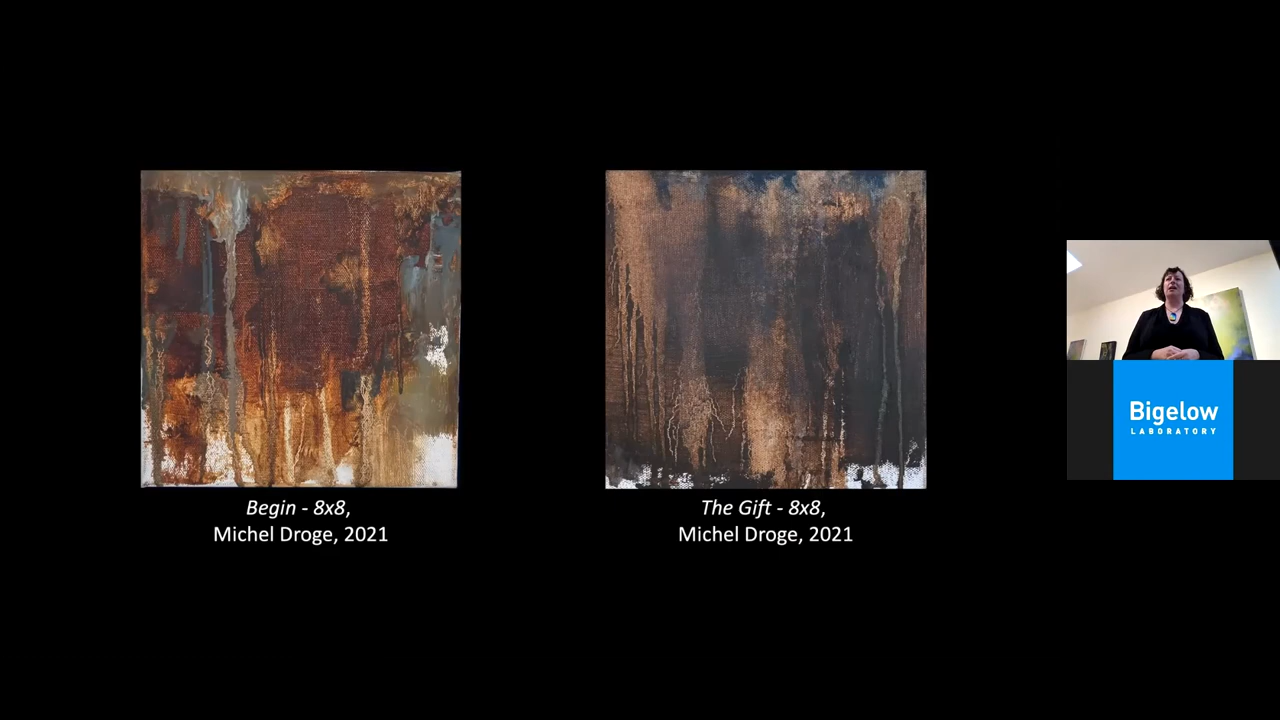 Begin - 8x8,
Michel Droge, 2021
The Gift - 8x8,
Michel Droge, 2021
Bigelow
LABORATORY